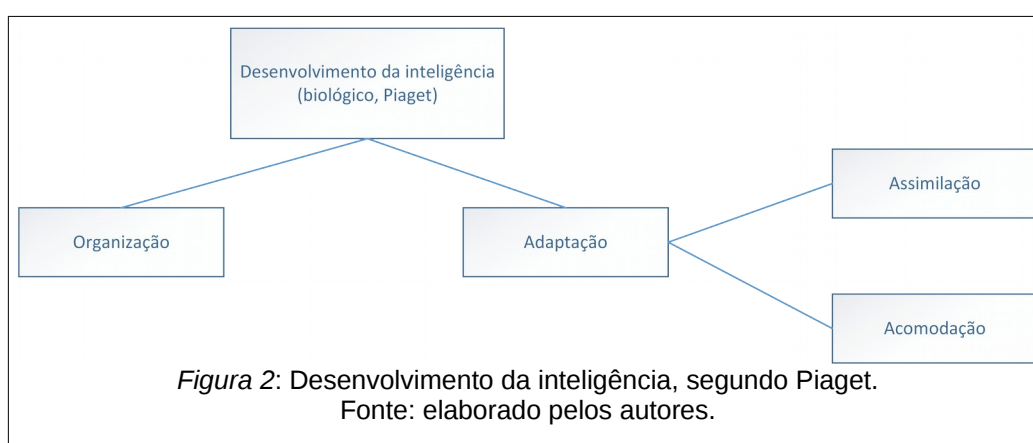 Desenvolvimento da inteligência
(biológico, Piaget)
Organização
Adaptação
Assimilação
Acomodação
Figura 2: Desenvolvimento da inteligência, segundo Piaget.
Fonte: elaborado pelos autores.